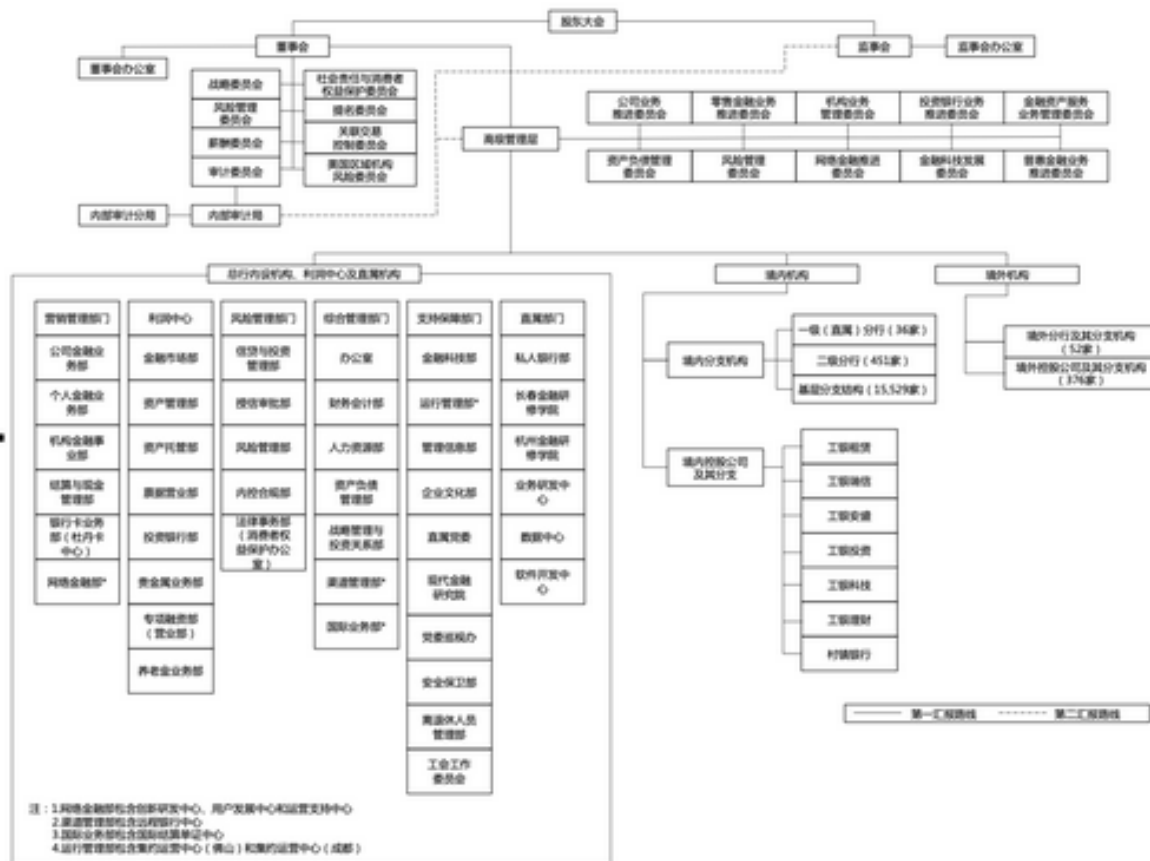 股东大会
董事会
监事会
监事会办公室
董事会办公室
战略委员会
社会责任与消费者
权益保护委员会
风险管理
委员会
提名委员会
薪酬委员会
关联交易
控制委员会
审计委员会
美国区域机构
风险委员会
高级管理层
公司业务
推进委员会
零售金融业务
推进委员会
机构业务
管理委员会
投资银行业务
推进委员会
金融资产服务
业务管理委员会
资产负债管理
委员会
风险管理
委员会
网络金融推进
委员会
金融科技发展
委员会
普惠金融业务
推进委员会
内部审计分局
内部审计局
总行内设机构、利润中心及直属机构
境内机构
境外机构
营销管理部门
公司金融业
务部
个人金融业
务部
机构金融事
业部
结算与现金
管理部
银行卡业务
部（牡丹卡
中心）
网络金融部*
利润中心
金融市场部
资产管理部
资产托管部
票据营业部
投资银行部
贵金属业务部
专项融资部
（营业部）
养老金业务部
风险管理部门
信贷与投资
管理部
授信审批部
风险管理部
内控合规部
法律事务部
（消费者权
益保护办公
室）
综合管理部门
办公室
财务会计部
人力资源部
资产负债
管理部
战略管理与
投资关系部
渠道管理部*
国际业务部*
支持保障部门
金融科技部
运行管理部*
管理信息部
企业文化部
直属党委
现代金融
研究院
党委巡视办
安全保卫部
离退休人员
管理部
工会工作
委员会
直属部门
私人银行部
长春金融研
修学院
杭州金融研
修学院
业务研发中
心
数据中心
软件开发中
心
境内分支机构
一级（直属）分行（36家）
二级分行（451家）
基层分支结构（15,529家）
境内控股公司
及其分支
工银租赁
工银瑞信
工银安盛
工银投资
工银科技
工银理财
村镇银行
境外分行及其分支机构
（52家）
境外控股公司及其分支机构
（376家）
第一汇报路线
第二汇报路线
注：1.网络金融部包含创新研发中心、用户发展中心和运营支持中心
2.渠道管理部包含远程银行中心
3.国际业务部包含国际结算单证中心
4.运行管理部包含集约运营中心（佛山）和集约运营中心（成都）